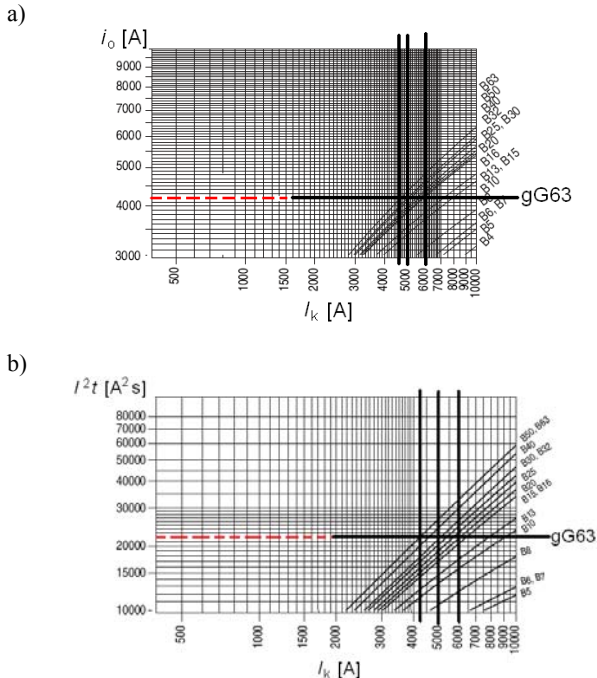 a)
i₀ [A]
9000
8000
7000
6000
5000
4000
3000
500
1000
1500
2000
3000
4000
5000
6000
7000
8000
9000
10000
I_k [A]
B63
B50
B40
B32
B25, B30
B20
B16
B13, B15
B10
B6, B7
B5
B4
gG63
b)
I²t [A²s]
80000
70000
60000
50000
40000
30000
20000
15000
10000
500
1000
1500
2000
3000
4000
5000
6000
7000
8000
9000
10000
I_k [A]
B50, B63
B40
B30, B32
B25
B20
B15, B16
B13
B10
B8
B6, B7
B5
gG63